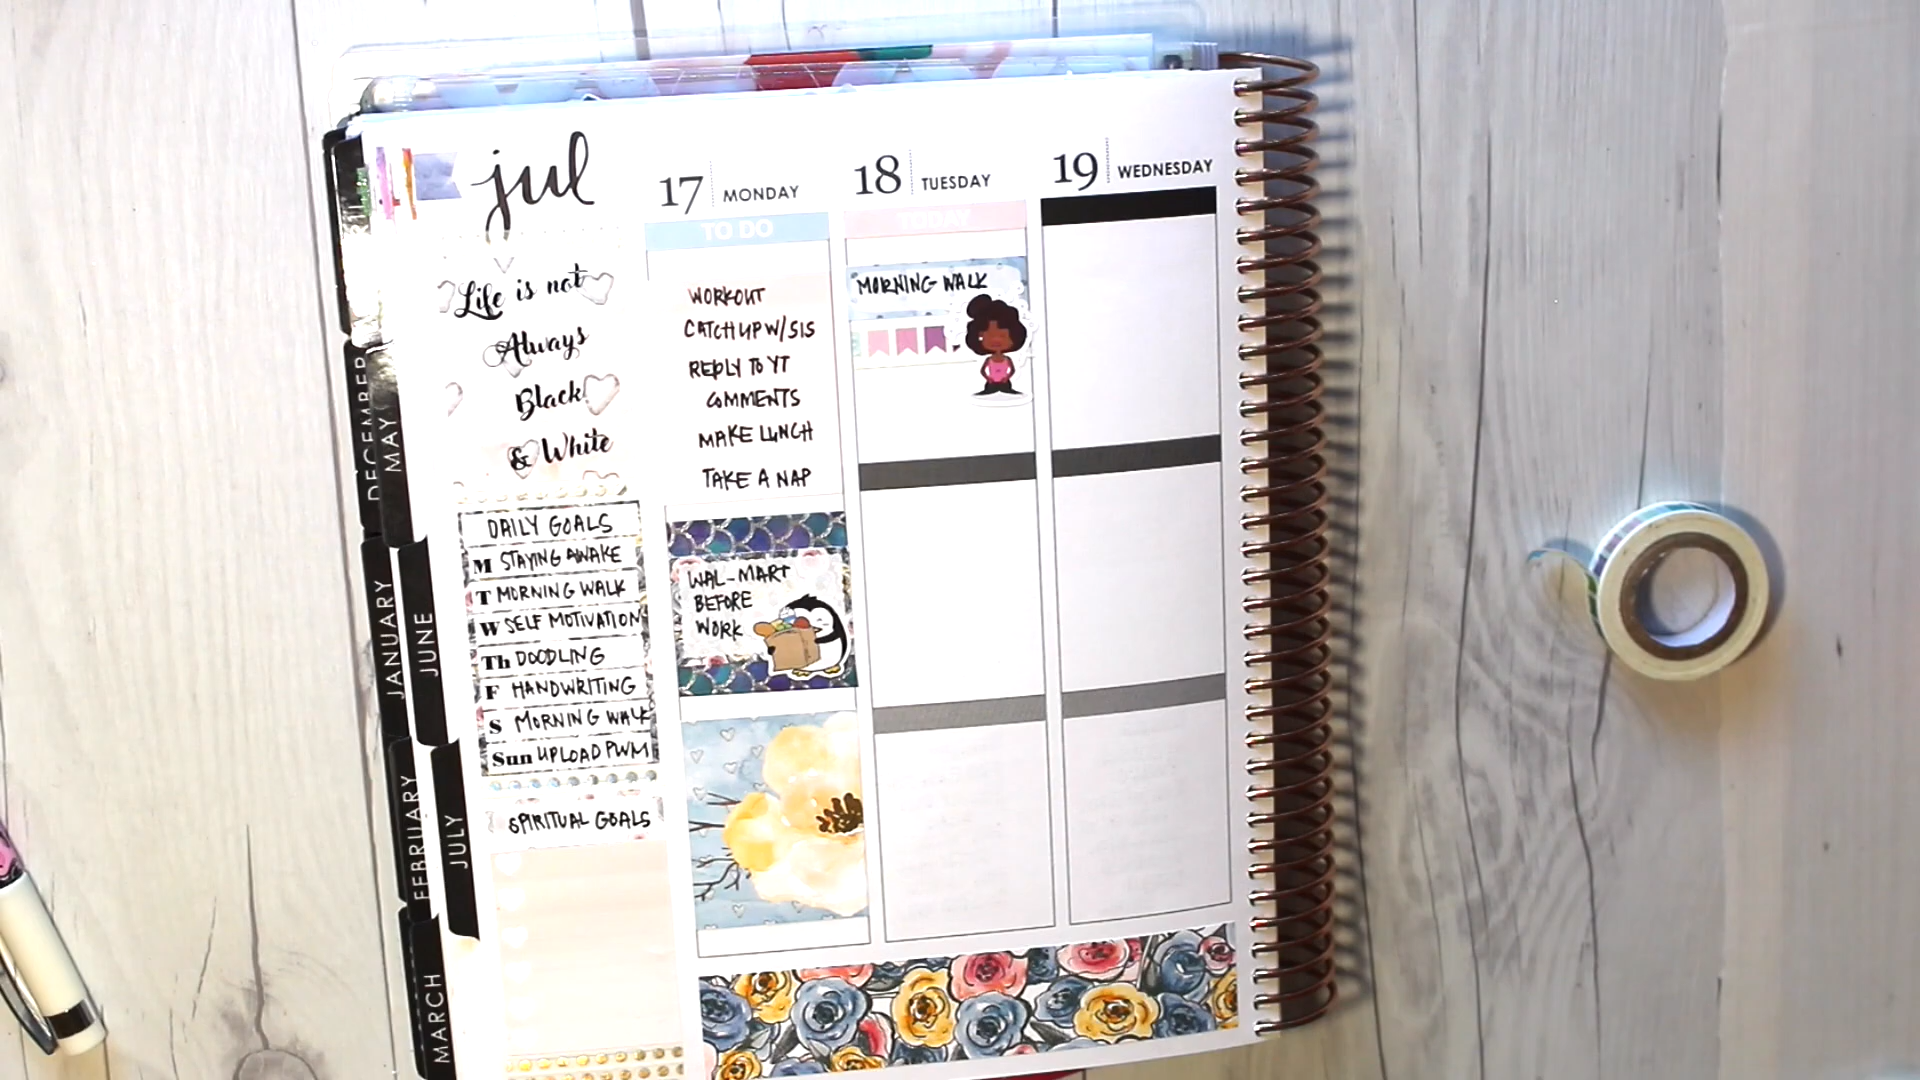 jul
17 MONDAY
18 TUESDAY
19 WEDNESDAY
Life is not
Always
Black
& White
DAILY GOALS
M STAYING AWAKE
T MORNING WALK
W SELF MOTIVATION
Th DOODLING
F HANDWRITING
S MORNING WALK
Sun UPLOAD PWM
SPIRITUAL GOALS
TO DO
WORKOUT
CATCH UP W/ SIS
REPLY TO YT
COMMENTS
MAKE LUNCH
TAKE A NAP
WAL-MART
BEFORE
WORK
TODAY
MORNING WALK
DECEMBER
MAY
JANUARY
JUNE
FEBRUARY
JULY
MARCH